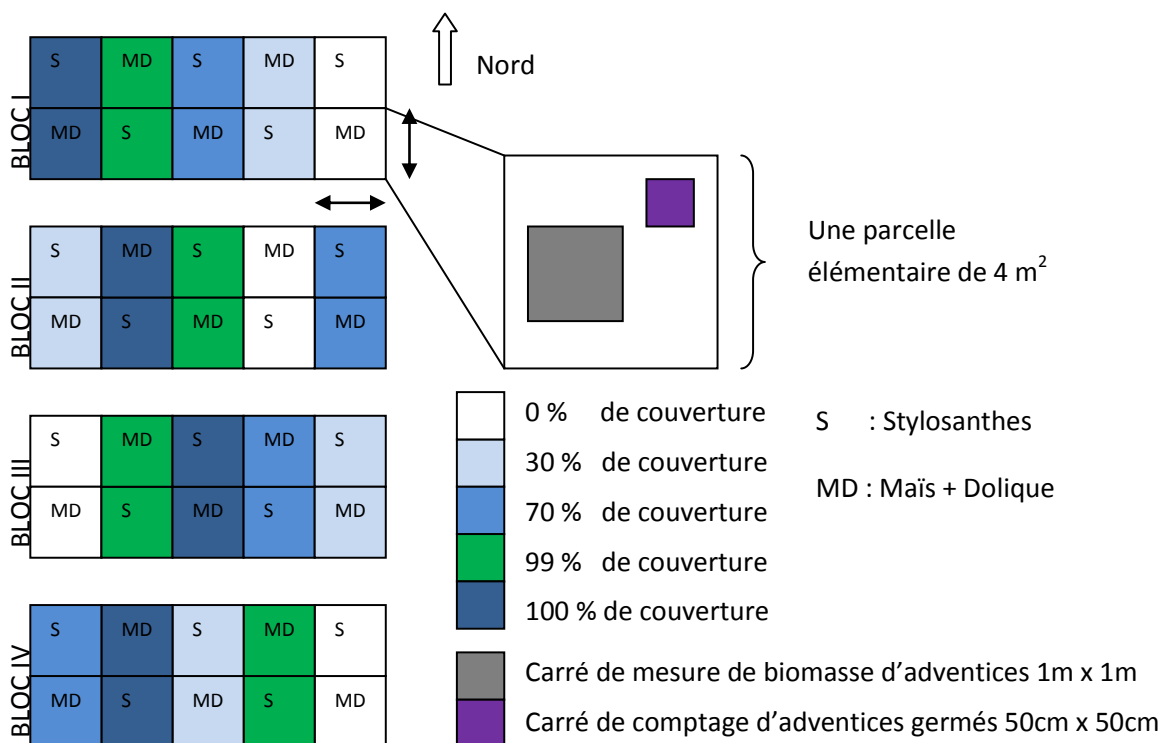 S MD S MD S
BLOC I
MD S MD S MD
Nord
S MD S MD S
BLOC II
MD S MD S MD
Une parcelle
élémentaire de 4 m²
S MD S MD S
BLOC III
MD S MD S MD
S MD S MD S
BLOC IV
MD S MD S MD
0 % de couverture
30 % de couverture
70 % de couverture
99 % de couverture
100 % de couverture
S : Stylosanthes
MD : Maïs + Dolique
Carré de mesure de biomasse d’adventices 1m x 1m
Carré de comptage d’adventices germés 50cm x 50cm